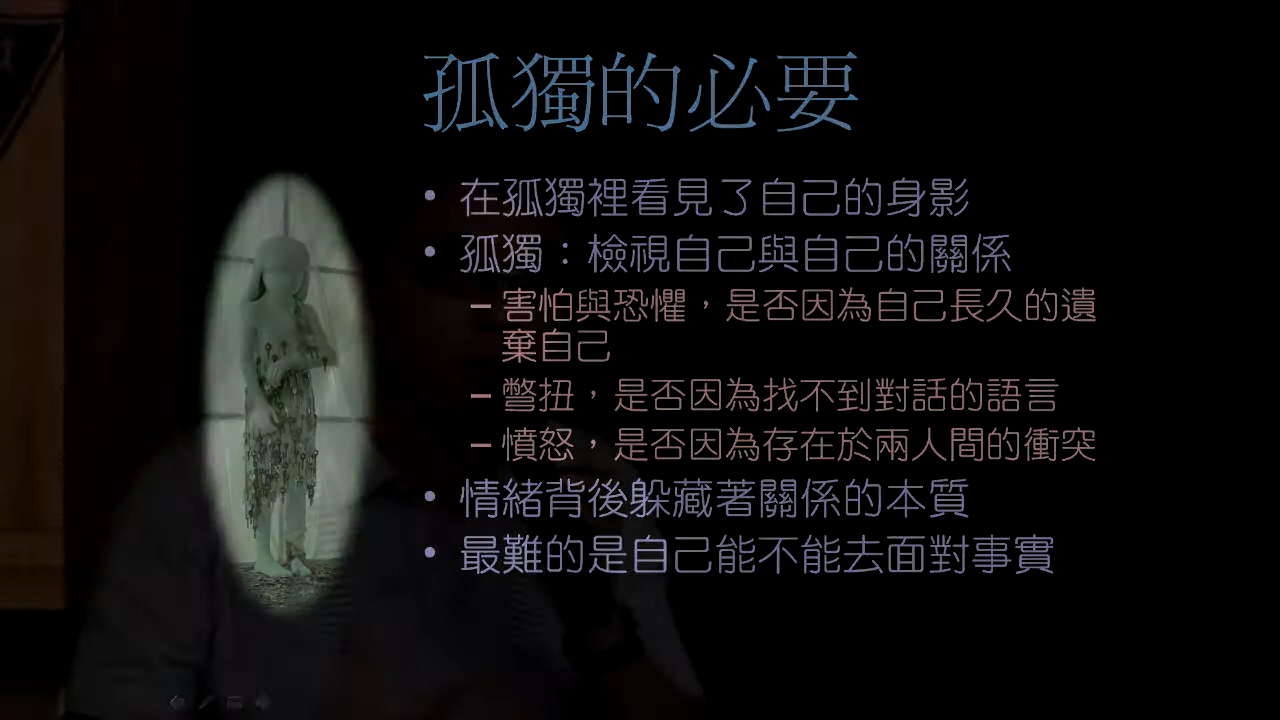 孤獨的必要
• 在孤獨裡看見了自己的身影
• 孤獨：檢視自己與自己的關係
– 害怕與恐懼，是否因為自己長久的遺
棄自己
– 彆扭，是否因為找不到對話的語言
– 憤怒，是否因為存在於兩人間的衝突
• 情緒背後躲藏著關係的本質
• 最難的是自己能不能去面對事實